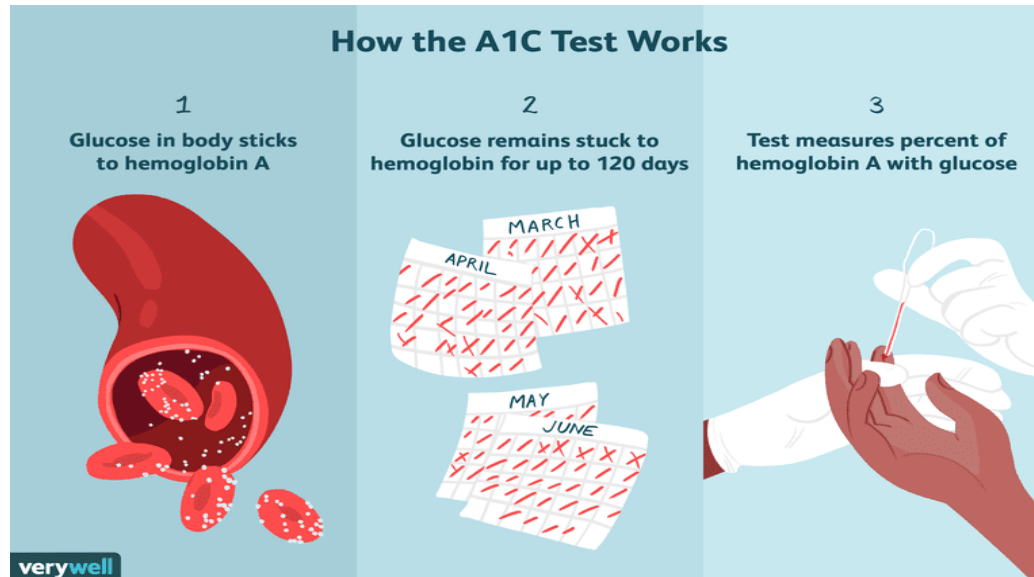 How the A1C Test Works
1
Glucose in body sticks
to hemoglobin A
2
Glucose remains stuck to
hemoglobin for up to 120 days
MARCH
APRIL
MAY
JUNE
3
Test measures percent of
hemoglobin A with glucose
verywell